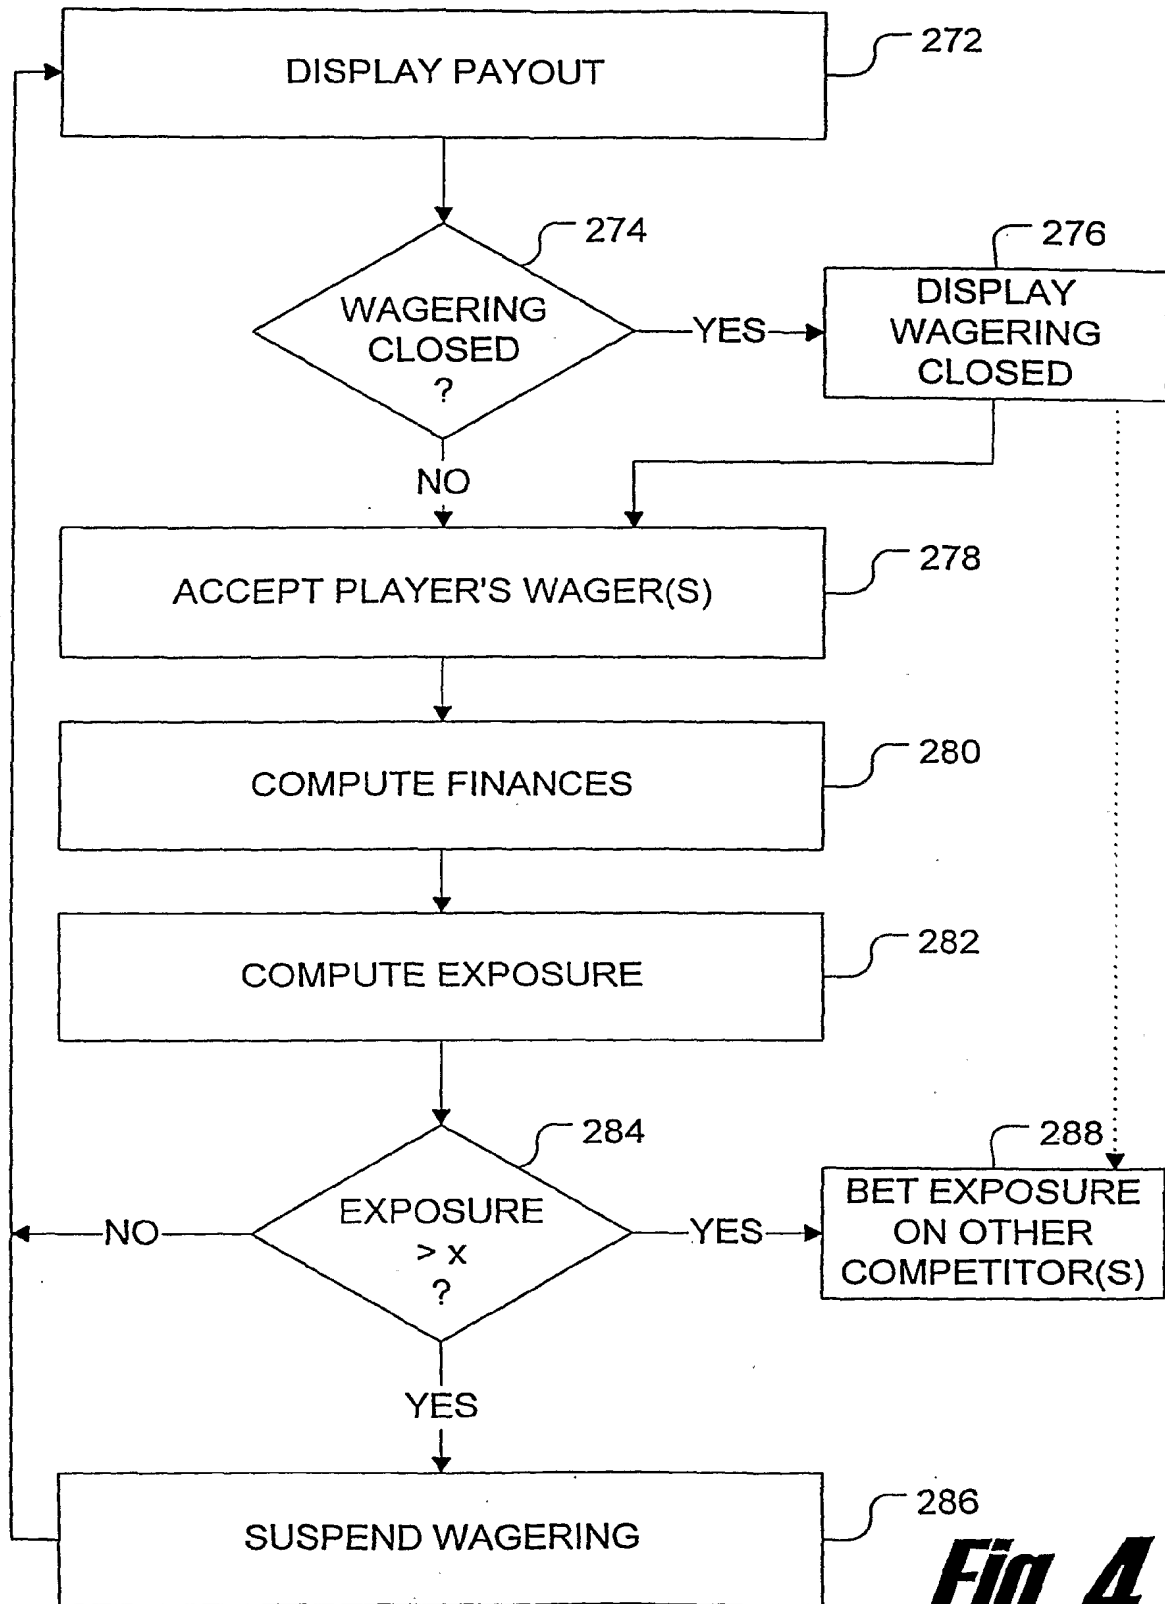 DISPLAY PAYOUT
272
274
276
WAGERING
CLOSED
?
YES
DISPLAY
WAGERING
CLOSED
NO
278
ACCEPT PLAYER'S WAGER(S)
280
COMPUTE FINANCES
282
COMPUTE EXPOSURE
284
288
EXPOSURE
> x
?
NO
YES
BET EXPOSURE
ON OTHER
COMPETITOR(S)
YES
286
SUSPEND WAGERING
Fig 4